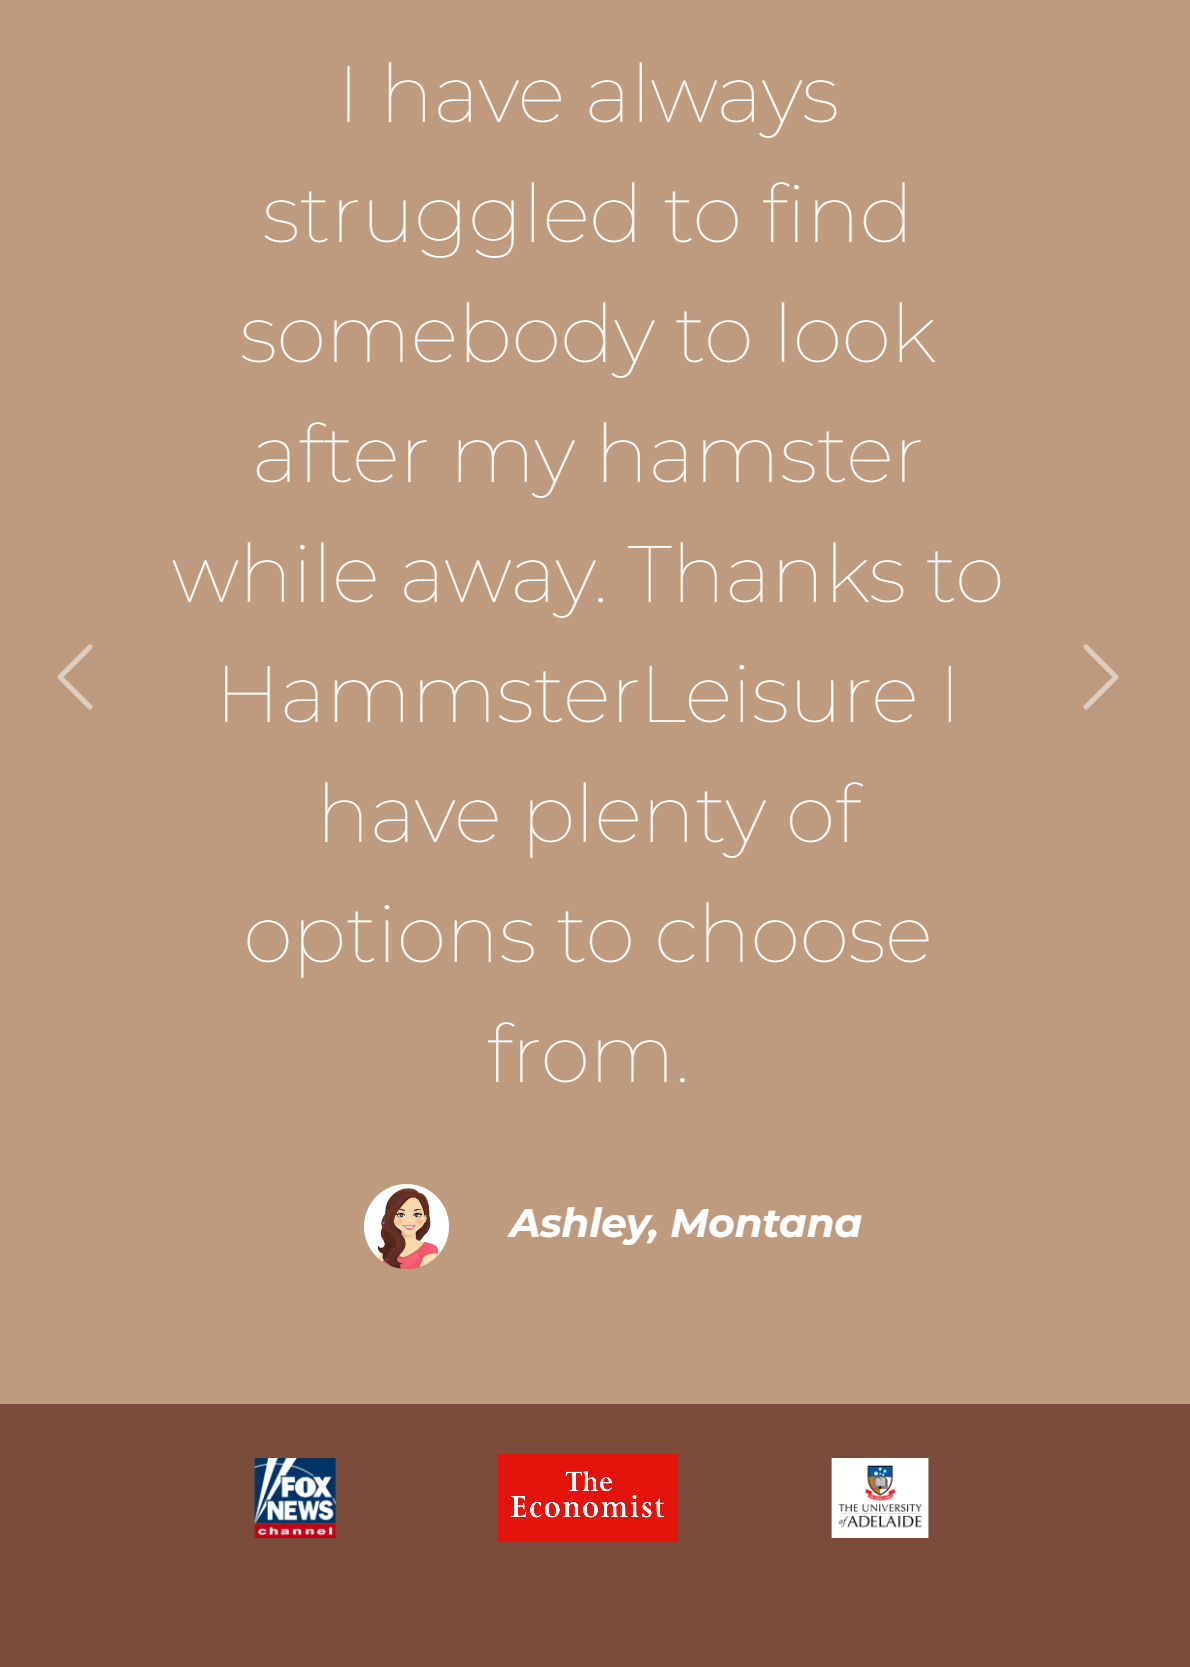 I have always
struggled to find
somebody to look
after my hamster
while away. Thanks to
HammsterLeisure I
have plenty of
options to choose
from.
Ashley, Montana
FOX
NEWS
channel
The
Economist
THE UNIVERSITY
of ADELAIDE